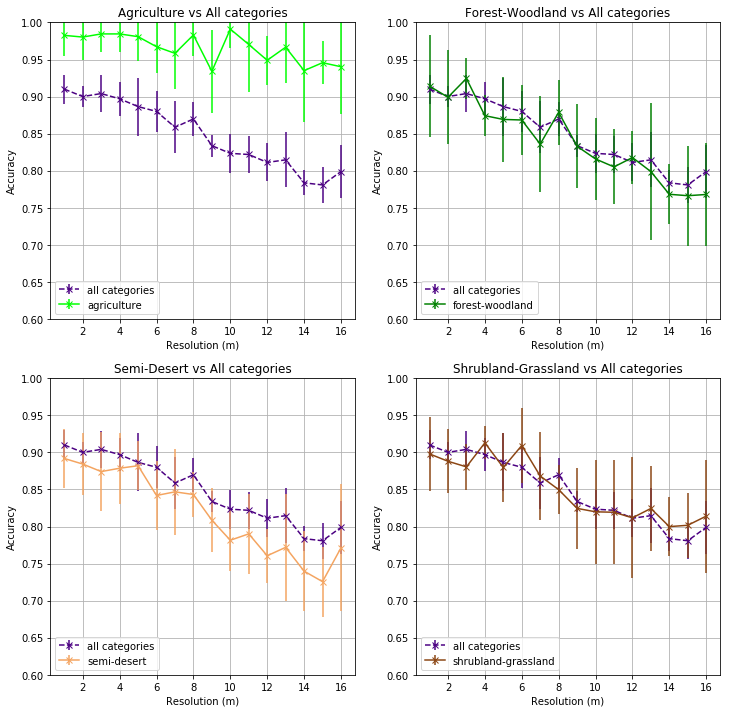 Agriculture vs All categories
Accuracy
1.00
0.95
0.90
0.85
0.80
0.75
0.70
0.65
0.60
all categories
agriculture
2 4 6 8 10 12 14 16
Resolution (m)
Forest-Woodland vs All categories
Accuracy
1.00
0.95
0.90
0.85
0.80
0.75
0.70
0.65
0.60
all categories
forest-woodland
2 4 6 8 10 12 14 16
Resolution (m)
Semi-Desert vs All categories
Accuracy
1.00
0.95
0.90
0.85
0.80
0.75
0.70
0.65
0.60
all categories
semi-desert
2 4 6 8 10 12 14 16
Resolution (m)
Shrubland-Grassland vs All categories
Accuracy
1.00
0.95
0.90
0.85
0.80
0.75
0.70
0.65
0.60
all categories
shrubland-grassland
2 4 6 8 10 12 14 16
Resolution (m)